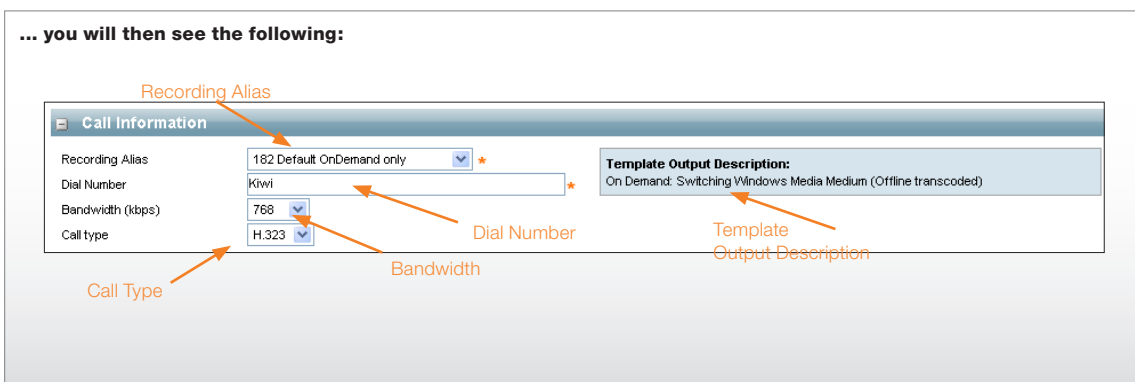 ... you will then see the following:
Recording Alias
Call Information
Recording Alias
182 Default OnDemand only
*
Dial Number
Kiwi
*
Bandwidth (kbps)
768
Call type
H.323
Template Output Description:
On Demand: Switching Windows Media Medium (Offline transcoded)
Dial Number
Template
Output Description
Bandwidth
Call Type